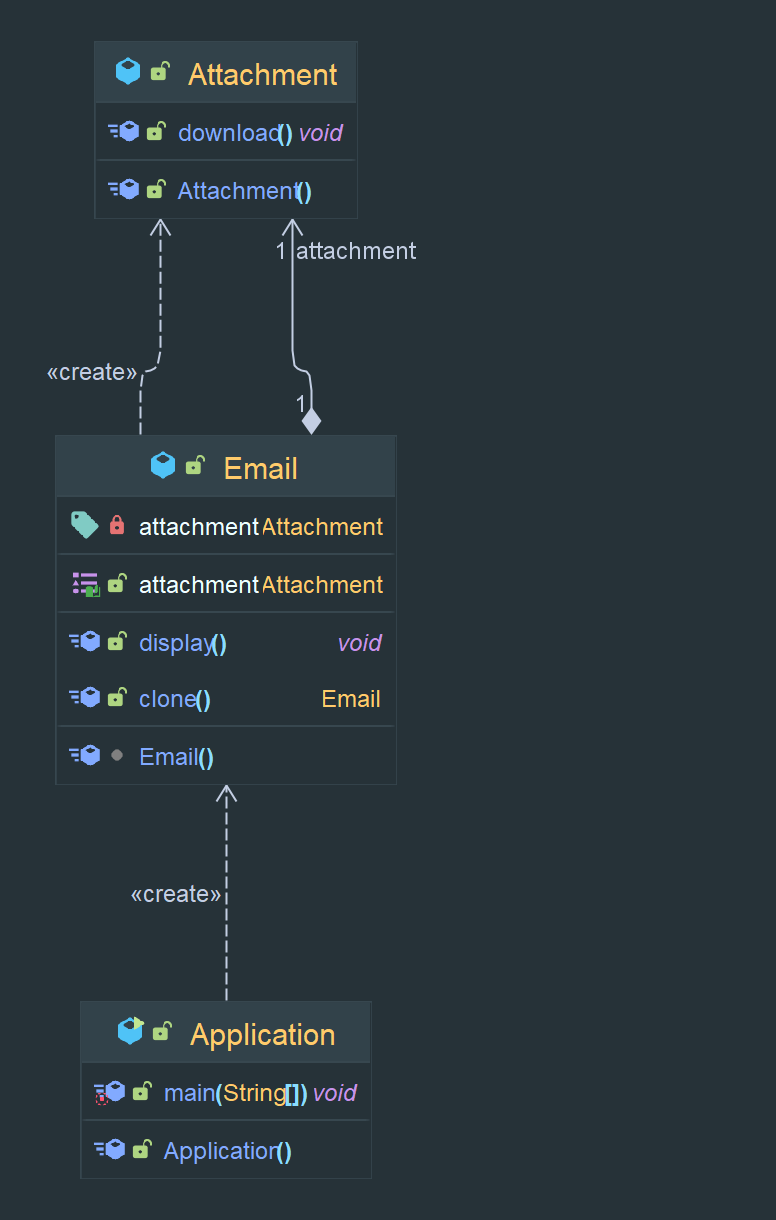 Attachment
download() void
Attachment()
1 attachment
«create»
1
Email
attachment Attachment
attachment Attachment
display() void
clone() Email
Email()
«create»
Application
main(String[]) void
Application()